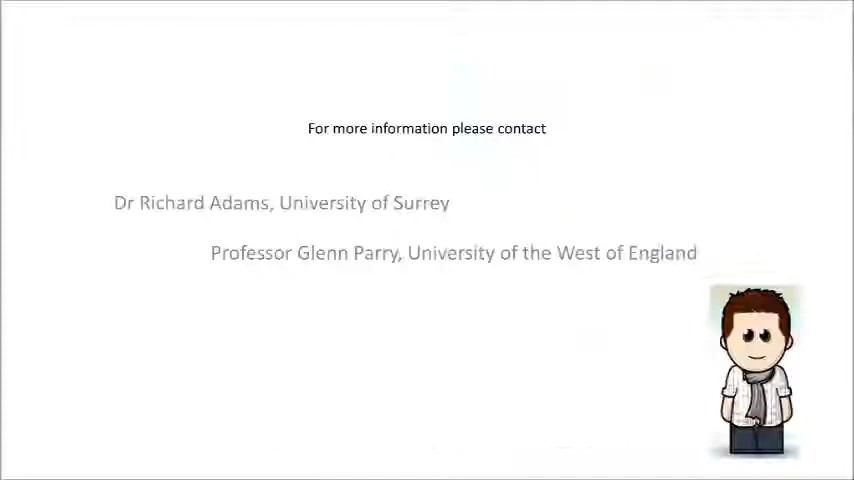 For more information please contact
Dr Richard Adams, University of Surrey
Professor Glenn Parry, University of the West of England